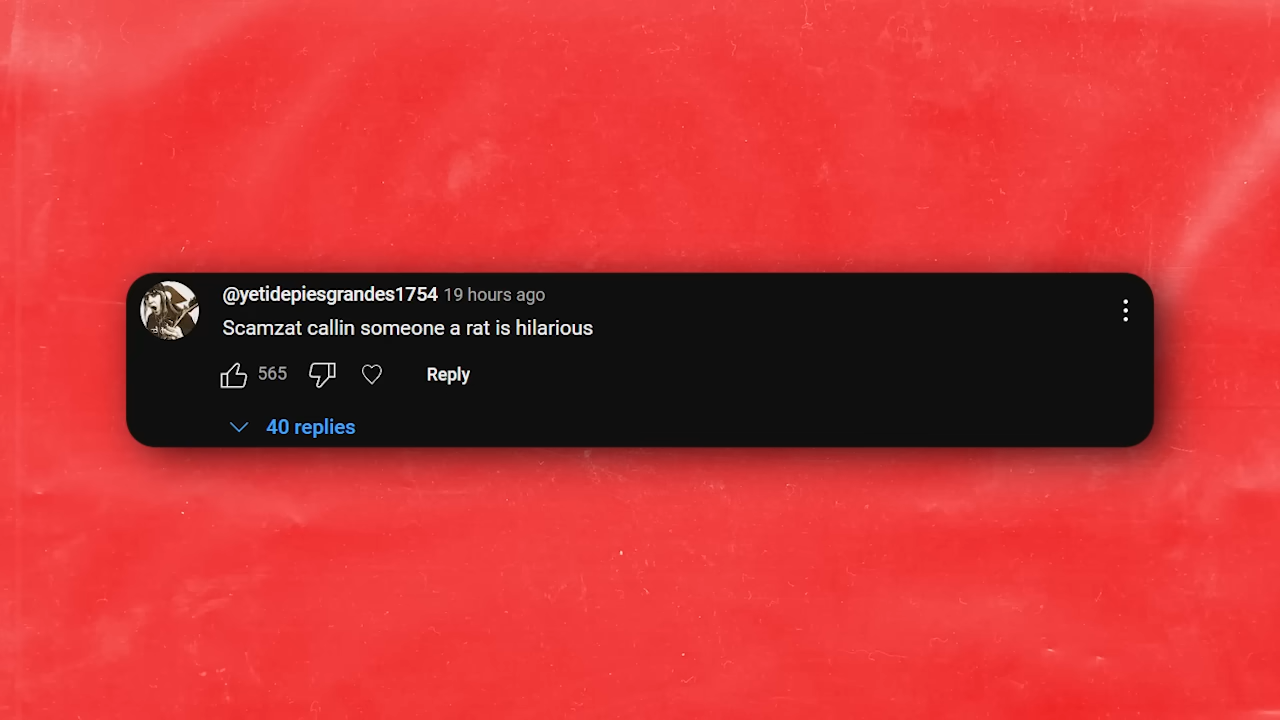 @yetidepiesgrandes1754 19 hours ago
Scamzat callin someone a rat is hilarious
565 Reply
40 replies